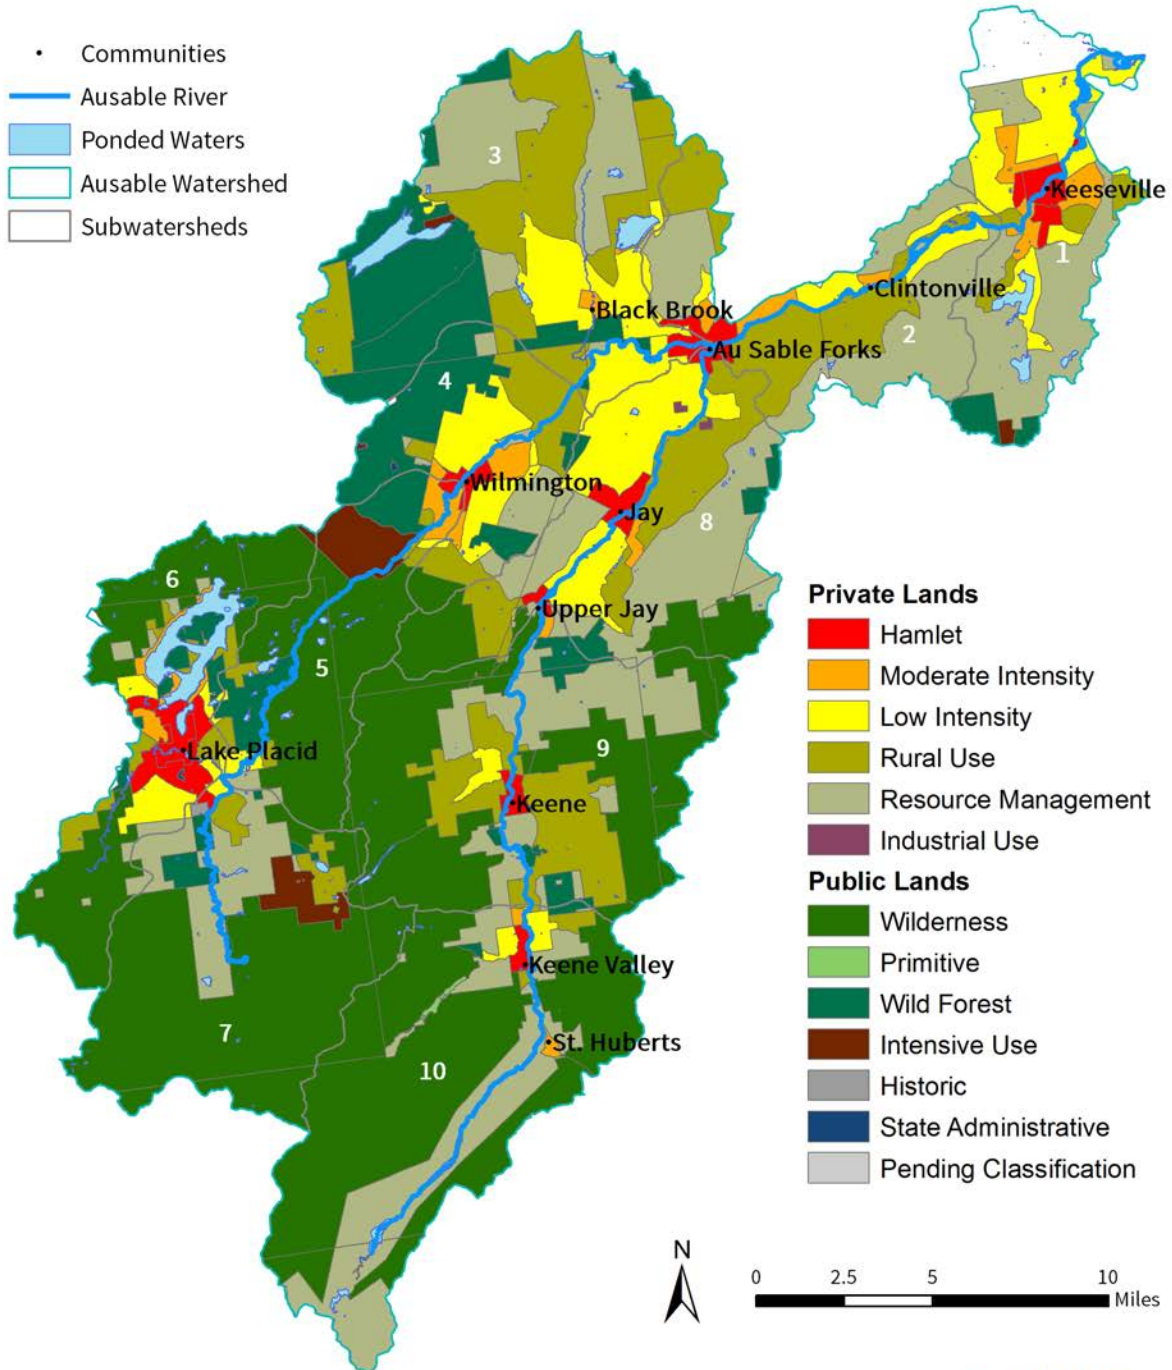 Communities
Ausable River
Ponded Waters
Ausable Watershed
Subwatersheds
3
Keeseville
1
Clintonville
Black Brook
2
Au Sable Forks
4
Wilmington
Jay
8
6
Upper Jay
5
9
Lake Placid
Keene
Keene Valley
7
St. Huberts
10
Private Lands
Hamlet
Moderate Intensity
Low Intensity
Rural Use
Resource Management
Industrial Use
Public Lands
Wilderness
Primitive
Wild Forest
Intensive Use
Historic
State Administrative
Pending Classification
N
0 2.5 5 10
Miles